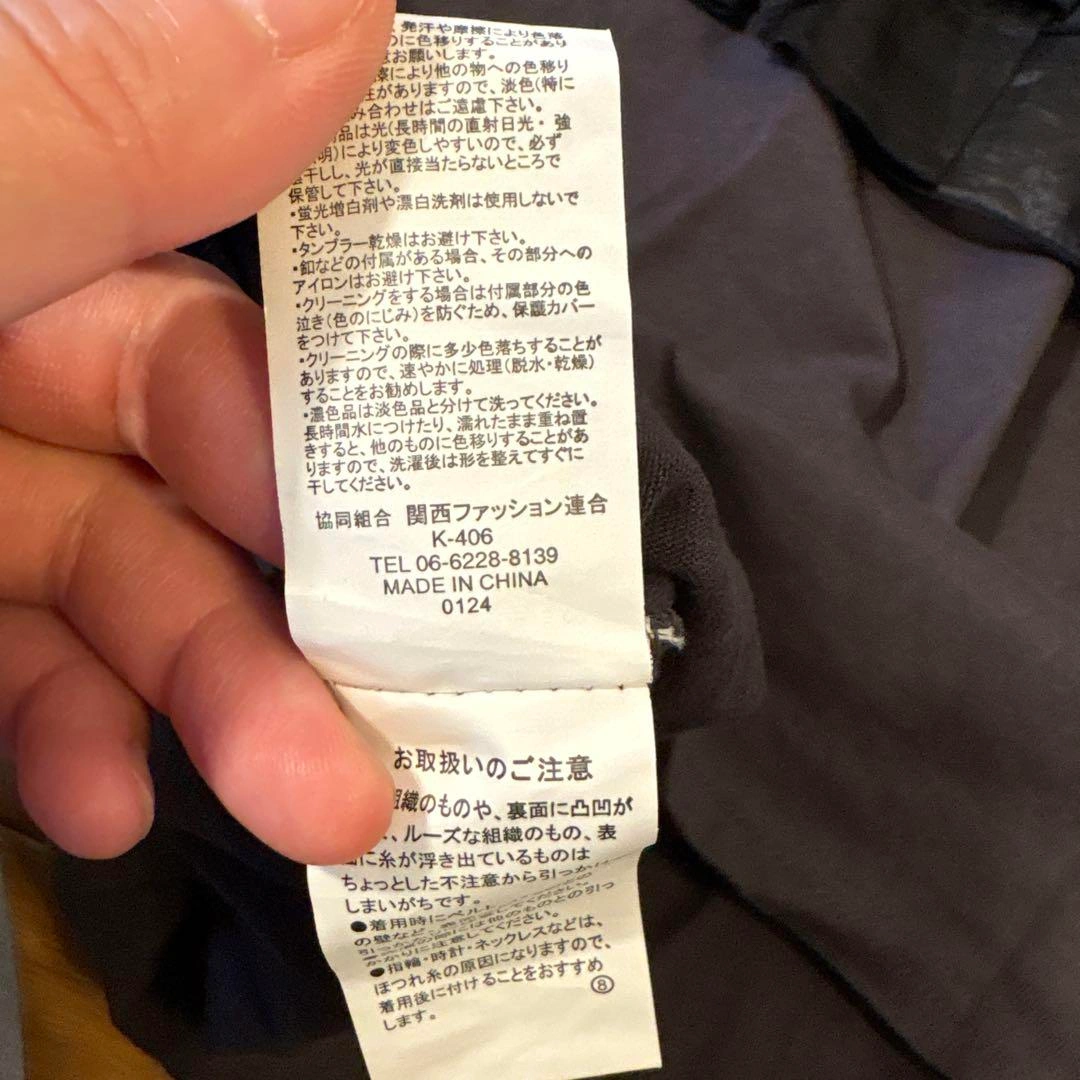 発汗や摩擦により色落
のに色移りすることがあり
はお願いします。
擦により他の物への色移り
性がありますので、淡色(特に
み合わせはご遠慮下さい。
品は光(長時間の直射日光・強
明)により変色しやすいので、必ず
干しし、光が直接当たらないところで
保管して下さい。
・蛍光増白剤や漂白洗剤は使用しないで
下さい。
・タンブラー乾燥はお避け下さい。
・釦などの付属がある場合、その部分への
アイロンはお避け下さい。
・クリーニングをする場合は付属部分の色
泣き(色のにじみ)を防ぐため、保護カバー
をつけて下さい。
・クリーニングの際に多少色落ちすることが
ありますので、速やかに処理(脱水・乾燥)
することをお勧めします。
・濃色品は淡色品と分けて洗ってください。
長時間水につけたり、濡れたまま重ね置
きすると、他のものに色移りすることがあ
りますので、洗濯後は形を整えてすぐに
干してください。
協同組合 関西ファッション連合
K-406
TEL 06-6228-8139
MADE IN CHINA
0124
お取扱いのご注意
組織のものや、裏面に凸凹が
、ルーズな組織のもの、表
に糸が浮き出ているものは
ちょっとした不注意から引っか
しまいがちです。
●着用時にベルト
の壁など
かかりに注意してください。
●指輪・時計・ネックレスなどは、
ほつれ糸の原因になりますので、
着用後に付けることをおすすめ
します。
⑧